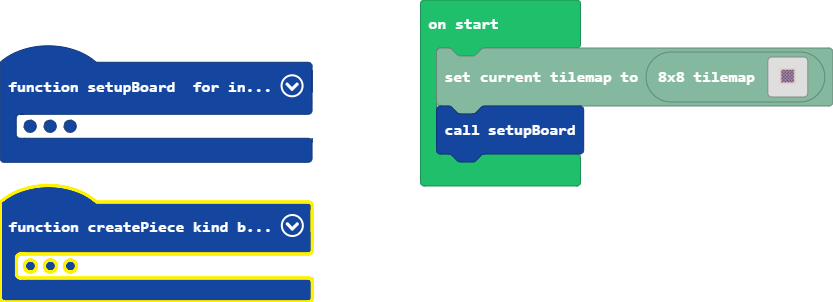 function setupBoard for in...
function createPiece kind b...
on start
set current tilemap to 8x8 tilemap
call setupBoard